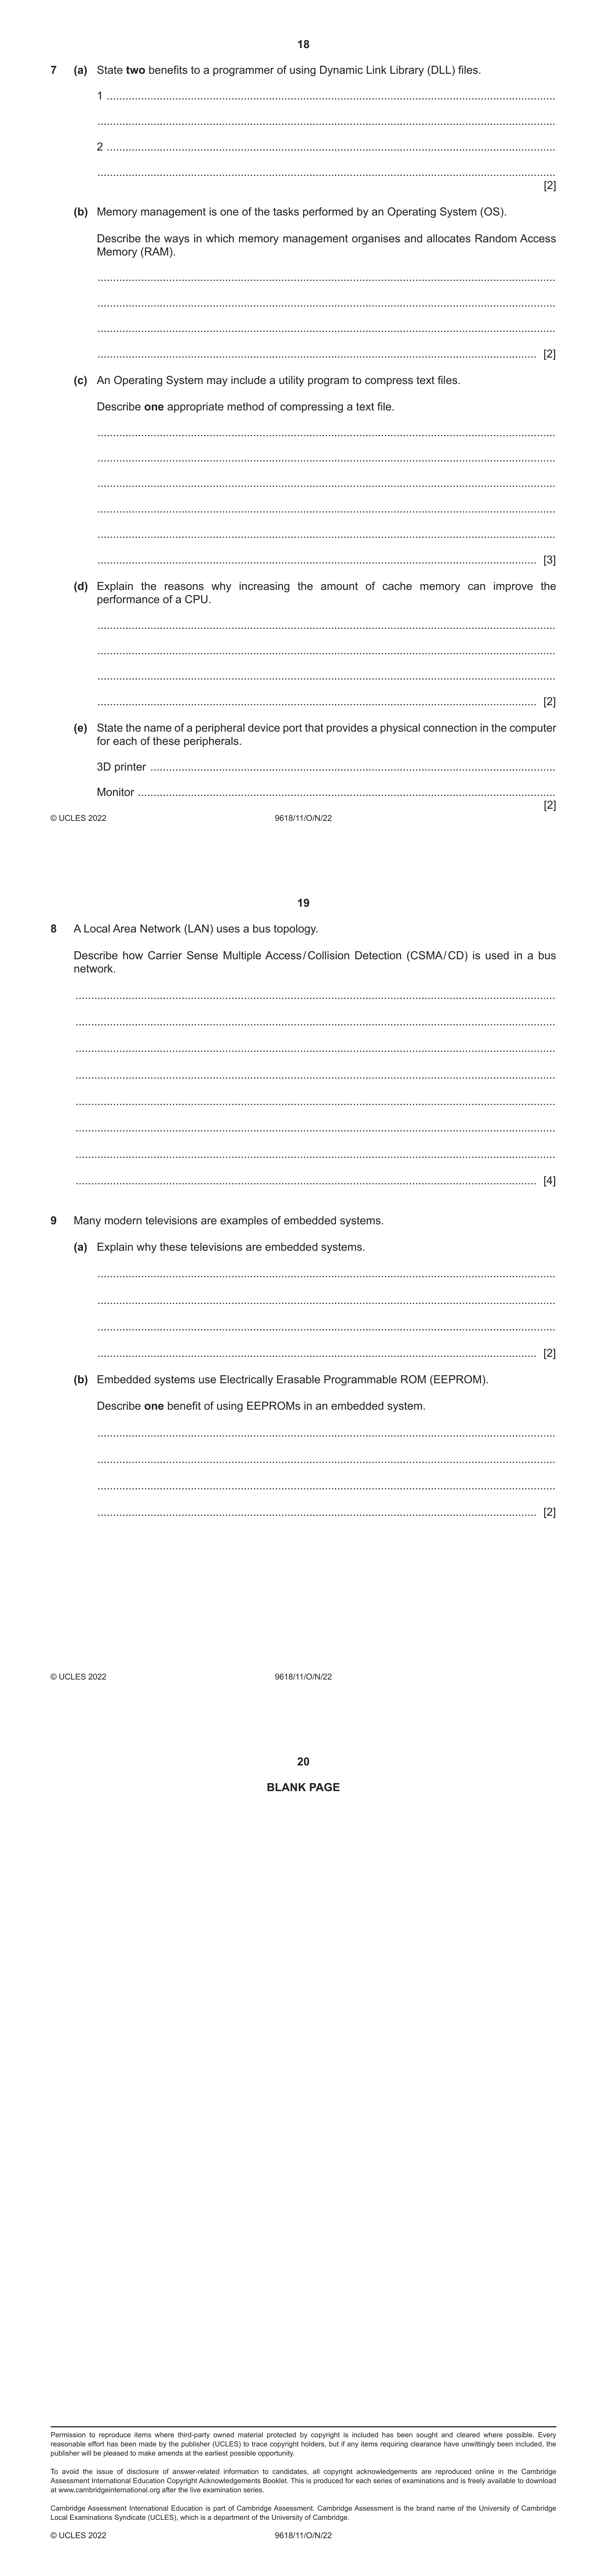 18
7 (a) State two benefits to a programmer of using Dynamic Link Library (DLL) files.
1 ....................................................................................................
....................................................................................................
2 ....................................................................................................
....................................................................................................
[2]
(b) Memory management is one of the tasks performed by an Operating System (OS).
Describe the ways in which memory management organises and allocates Random Access
Memory (RAM).
....................................................................................................
....................................................................................................
....................................................................................................
.................................................................................................... [2]
(c) An Operating System may include a utility program to compress text files.
Describe one appropriate method of compressing a text file.
....................................................................................................
....................................................................................................
....................................................................................................
....................................................................................................
....................................................................................................
.................................................................................................... [3]
(d) Explain the reasons why increasing the amount of cache memory can improve the
performance of a CPU.
....................................................................................................
....................................................................................................
....................................................................................................
.................................................................................................... [2]
(e) State the name of a peripheral device port that provides a physical connection in the computer
for each of these peripherals.
3D printer ....................................................................................................
Monitor ....................................................................................................
[2]
© UCLES 2022 9618/11/O/N/22
19
8 A Local Area Network (LAN) uses a bus topology.
Describe how Carrier Sense Multiple Access/Collision Detection (CSMA/CD) is used in a bus
network.
....................................................................................................
....................................................................................................
....................................................................................................
....................................................................................................
....................................................................................................
....................................................................................................
....................................................................................................
.................................................................................................... [4]
9 Many modern televisions are examples of embedded systems.
(a) Explain why these televisions are embedded systems.
....................................................................................................
....................................................................................................
....................................................................................................
.................................................................................................... [2]
(b) Embedded systems use Electrically Erasable Programmable ROM (EEPROM).
Describe one benefit of using EEPROMs in an embedded system.
....................................................................................................
....................................................................................................
....................................................................................................
.................................................................................................... [2]
© UCLES 2022 9618/11/O/N/22
20
BLANK PAGE
Permission to reproduce items where third-party owned material protected by copyright is included has been sought and cleared where possible. Every
reasonable effort has been made by the publisher (UCLES) to trace copyright holders, but if any items requiring clearance have unwittingly been included, the
publisher will be pleased to make amends at the earliest possible opportunity.
To avoid the issue of disclosure of answer-related information to candidates, all copyright acknowledgements are reproduced online in the Cambridge
Assessment International Education Copyright Acknowledgements Booklet. This is produced for each series of examinations and is freely available to download
at www.cambridgeinternational.org after the live examination series.
Cambridge Assessment International Education is part of Cambridge Assessment. Cambridge Assessment is the brand name of the University of Cambridge
Local Examinations Syndicate (UCLES), which is a department of the University of Cambridge.
© UCLES 2022 9618/11/O/N/22